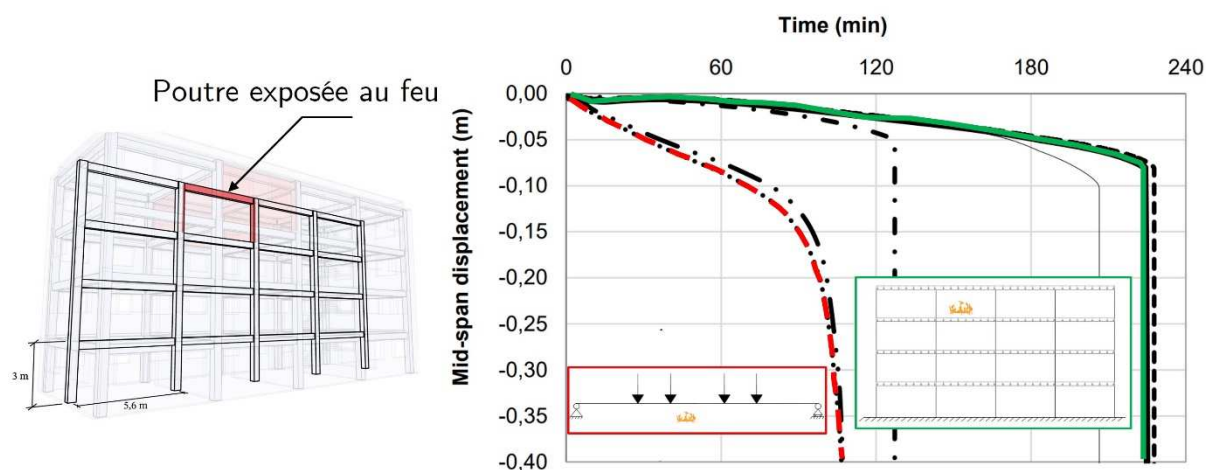 Poutre exposée au feu
3 m
5,6 m
Time (min)
0 60 120 180 240
Mid-span displacement (m)
0,00
-0,05
-0,10
-0,15
-0,20
-0,25
-0,30
-0,35
-0,40